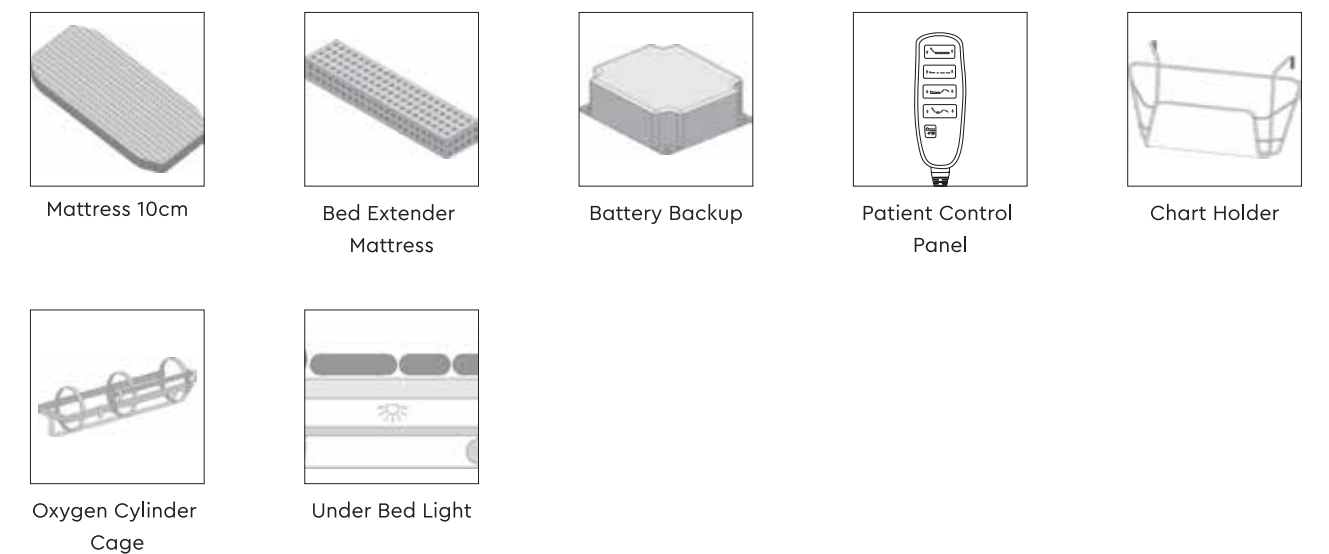 Mattress 10cm
Bed Extender
Mattress
Battery Backup
Patient Control
Panel
Chart Holder
Oxygen Cylinder
Cage
Under Bed Light